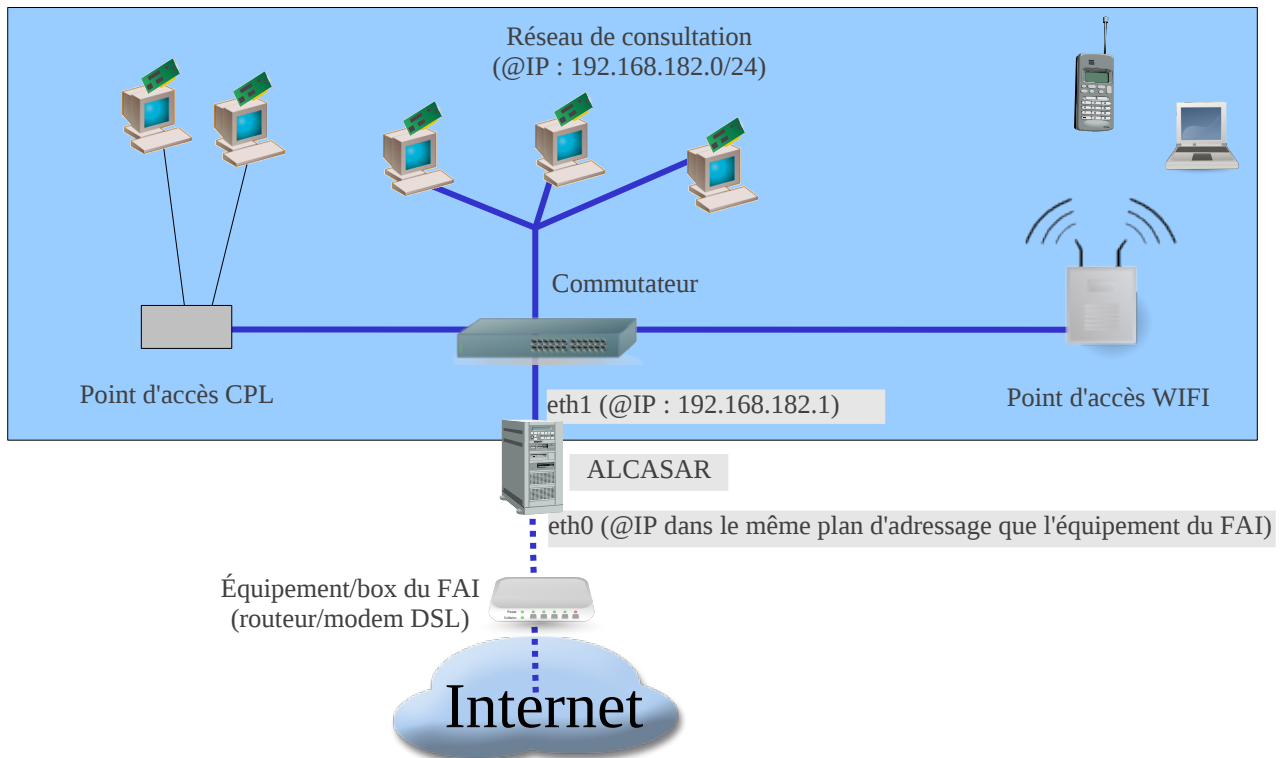 Réseau de consultation
(@IP : 192.168.182.0/24)
Commutateur
Point d'accès CPL
Point d'accès WIFI
eth1 (@IP : 192.168.182.1)
ALCASAR
eth0 (@IP dans le même plan d'adressage que l'équipement du FAI)
Équipement/box du FAI
(routeur/modem DSL)
Internet